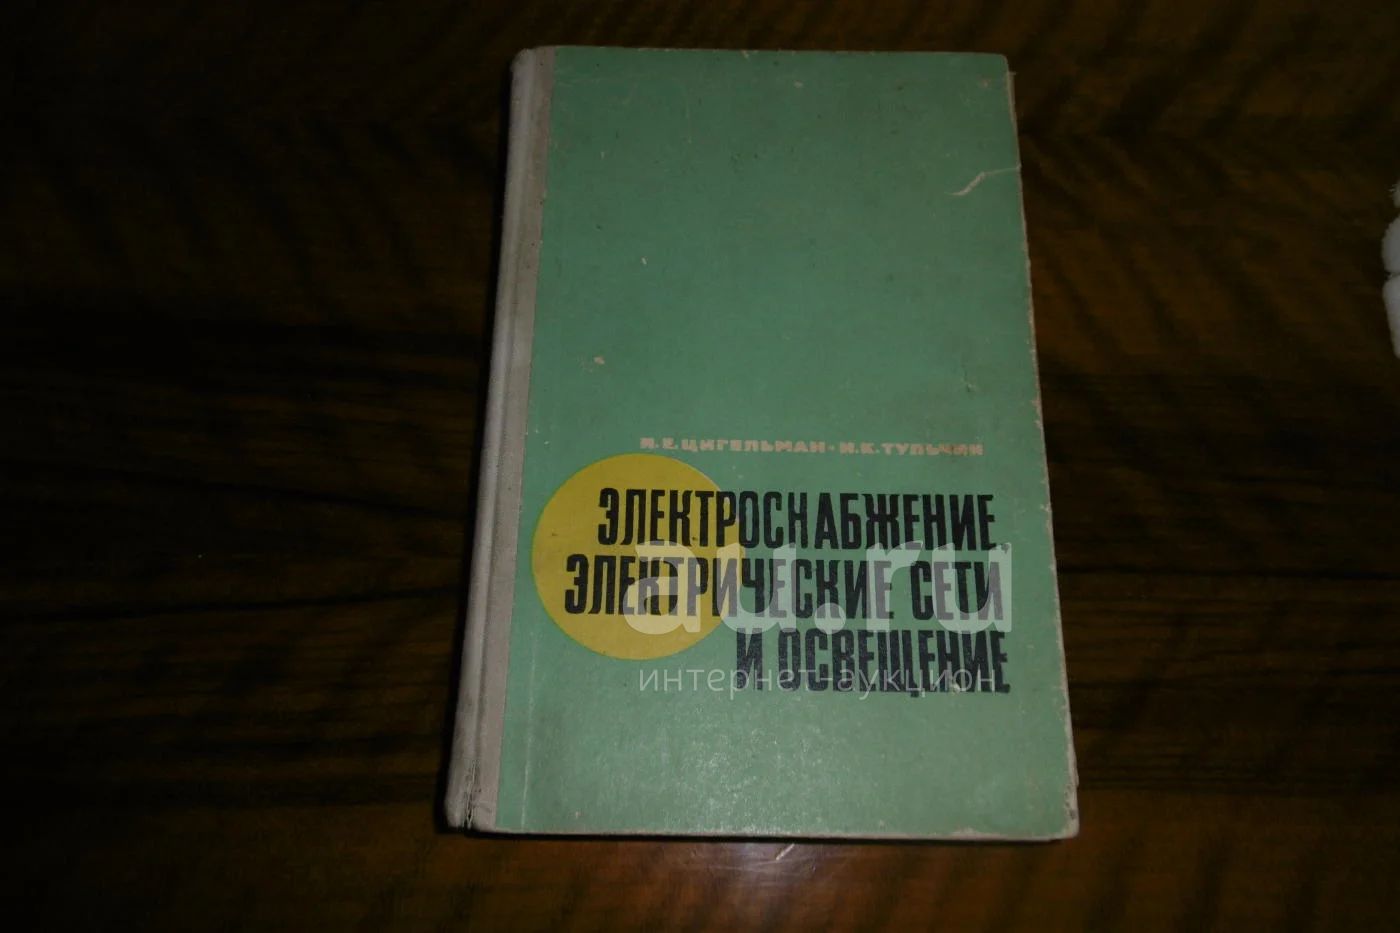 И.Е.ЦИГЕЛЬМАН·И.К.ТУЛЬЧИН
ЭЛЕКТРОСНАБЖЕНИЕ,
ЭЛЕКТРИЧЕСКИЕ СЕТИ
И ОСВЕЩЕНИЕ
au.ru
интернет-аукцион